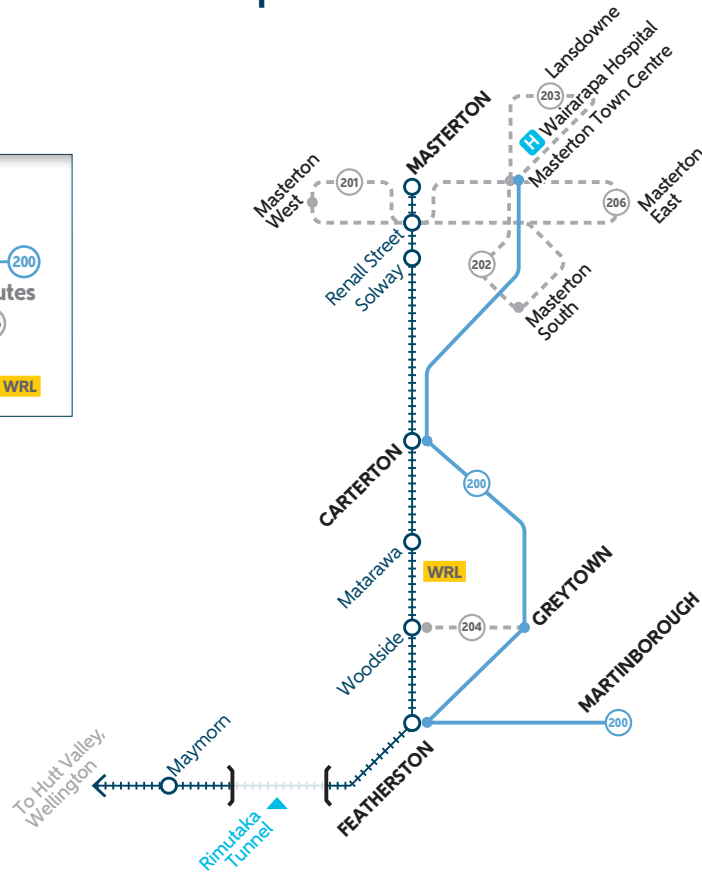 Lansdowne
203
Wairarapa Hospital
H
Masterton Town Centre
MASTERTON
Masterton
West
201
Masterton
East
206
Renall Street
Solway
202
Masterton
South
200
utes
WRL
CARTERTON
200
Matarawa
WRL
GREYTOWN
204
Woodside
MARTINBOROUGH
200
FEATHERSTON
Maymorn
To Hutt Valley,
Wellington
Rimutaka
Tunnel